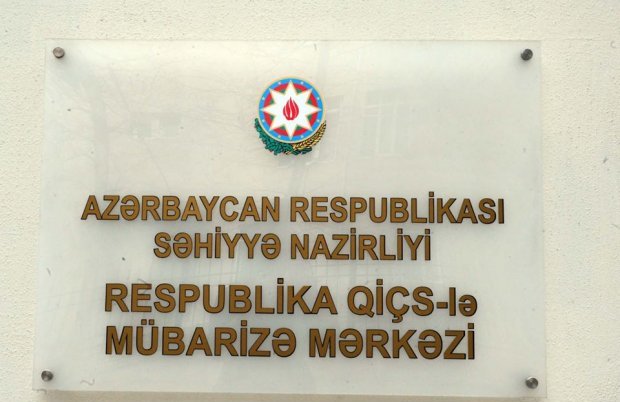 AZƏRBAYCAN RESPUBLİKASI
SƏHİYYƏ NAZİRLİYİ
RESPUBLİKA QİÇS-lə
MÜBARİZƏ MƏRKƏZİ